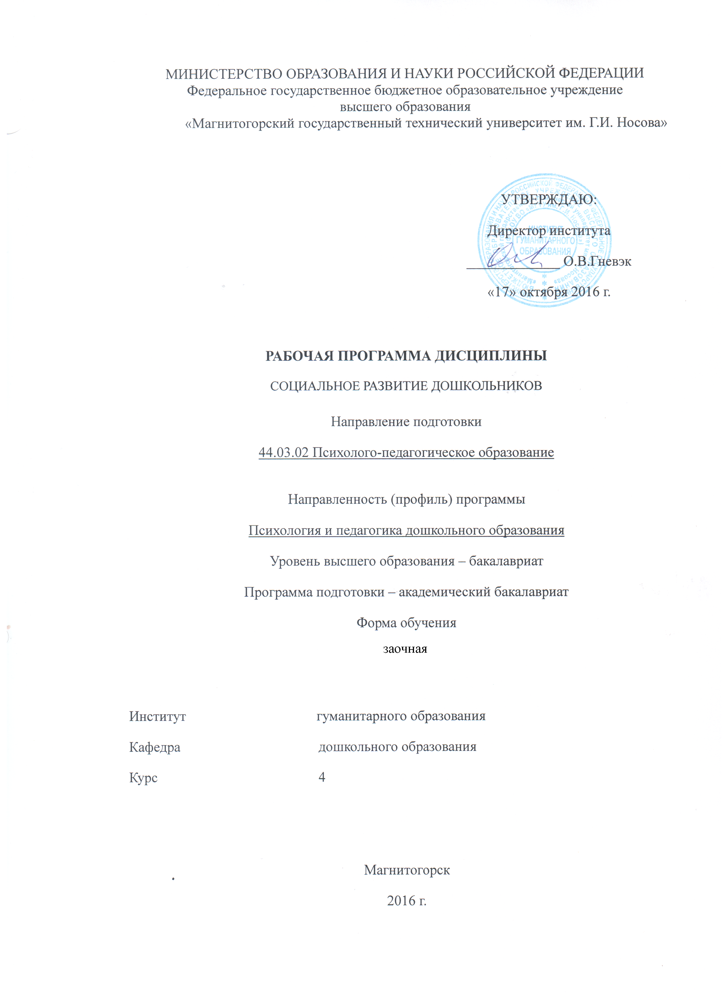 МИНИСТЕРСТВО ОБРАЗОВАНИЯ И НАУКИ РОССИЙСКОЙ ФЕДЕРАЦИИ
Федеральное государственное бюджетное образовательное учреждение
высшего образования
«Магнитогорский государственный технический университет им. Г.И. Носова»
УТВЕРЖДАЮ:
Директор института
О.В.Гневэк
«17» октября 2016 г.
ИНСТИТУТ
ГУМАНИТАРНОГО
ОБРАЗОВАНИЯ
РАБОЧАЯ ПРОГРАММА ДИСЦИПЛИНЫ
СОЦИАЛЬНОЕ РАЗВИТИЕ ДОШКОЛЬНИКОВ
Направление подготовки
44.03.02 Психолого-педагогическое образование
Направленность (профиль) программы
Психология и педагогика дошкольного образования
Уровень высшего образования – бакалавриат
Программа подготовки – академический бакалавриат
Форма обучения
заочная
Институт гуманитарного образования
Кафедра дошкольного образования
Курс 4
Магнитогорск
2016 г.